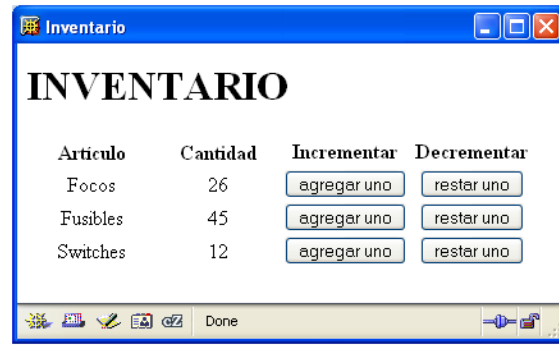 Inventario
INVENTARIO
Artículo Cantidad Incrementar Decrementar
Focos 26 agregar uno restar uno
Fusibles 45 agregar uno restar uno
Switches 12 agregar uno restar uno
Done